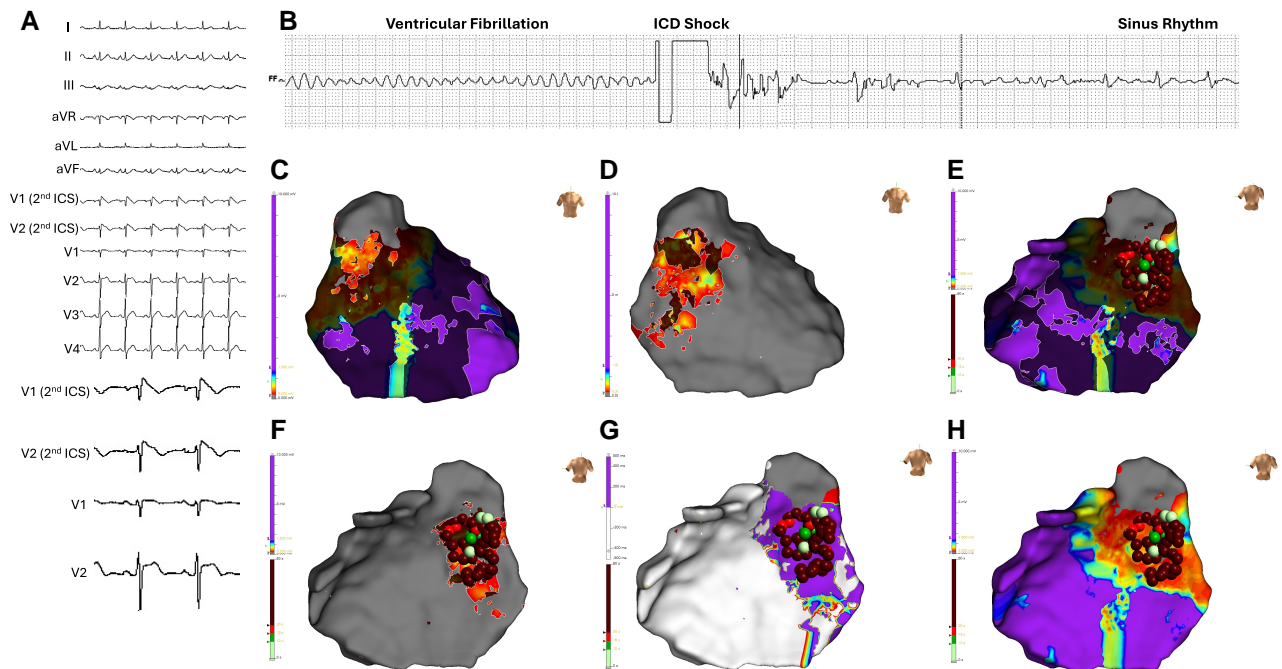 A
I
II
III
aVR
aVL
aVF
V1 (2nd ICS)
V2 (2nd ICS)
V1
V2
V3
V4
V1 (2nd ICS)
V2 (2nd ICS)
V1
V2
B
Ventricular Fibrillation ICD Shock Sinus Rhythm
FF
C
D
E
F
G
H